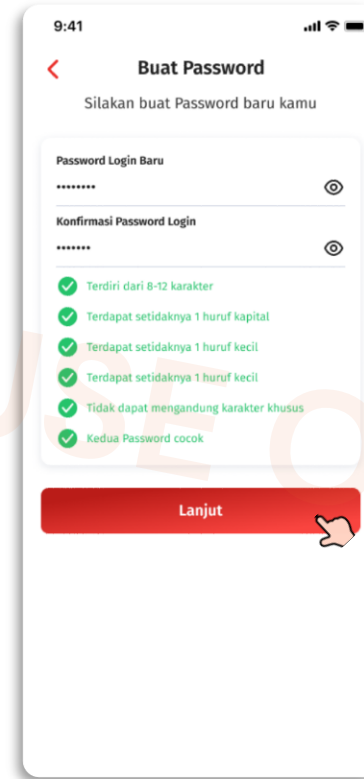 9:41
Buat Password
Silakan buat Password baru kamu
Password Login Baru
••••••••
Konfirmasi Password Login
•••••••
Terdiri dari 8-12 karakter
Terdapat setidaknya 1 huruf kapital
Terdapat setidaknya 1 huruf kecil
Terdapat setidaknya 1 huruf kecil
Tidak dapat mengandung karakter khusus
Kedua Password cocok
Lanjut